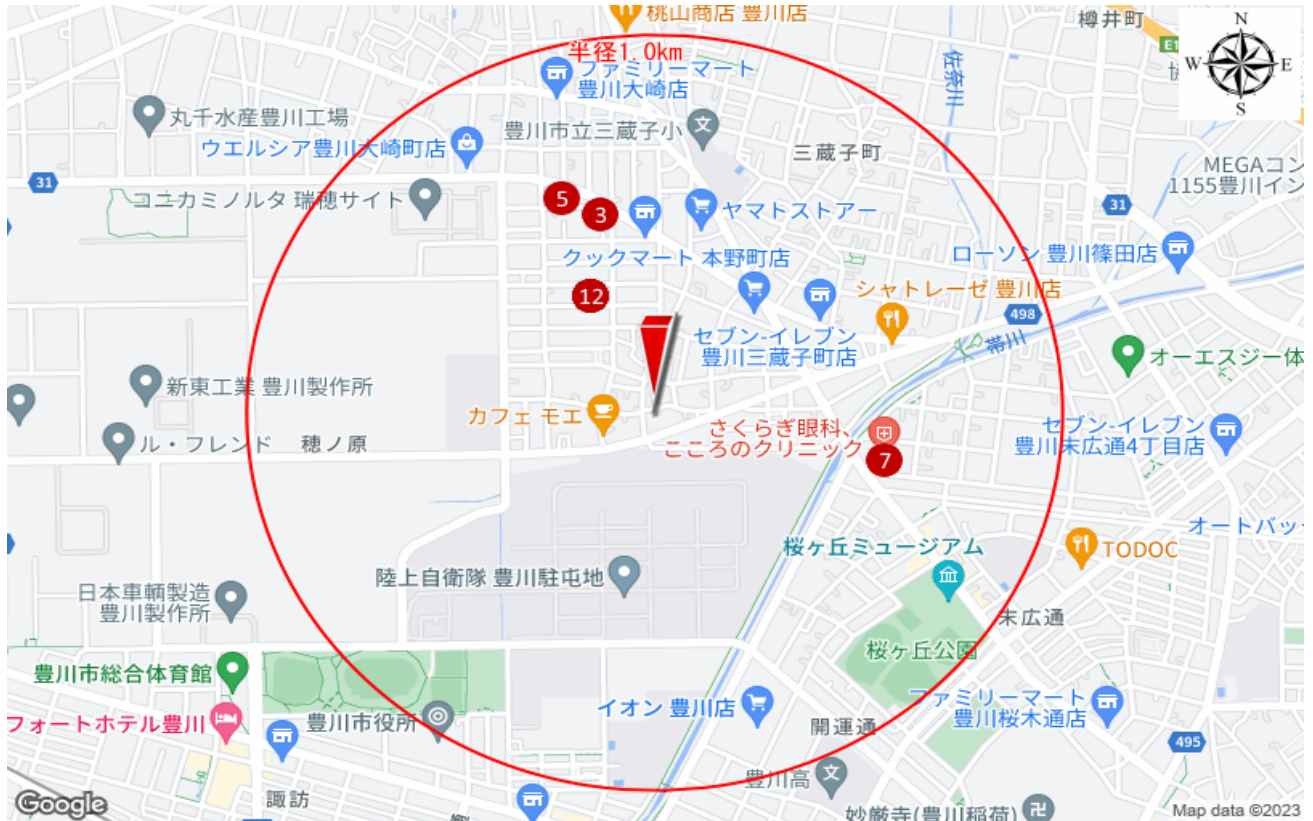 桃山商店 豊川店
樽井町
N
W
E
S
半径1.0km
ファミリーマート
豊川大崎店
佐奈川
丸千水産豊川工場
豊川市立三蔵子小
文
ウエルシア豊川大崎町店
三蔵子町
MEGAコン
1155豊川イン
31
コニカミノルタ 瑞穂サイト
5
3
ヤマトストアー
31
クックマート 本野町店
ローソン 豊川篠田店
12
シャトレーゼ 豊川店
498
セブン-イレブン
豊川三蔵子町店
帯川
オーエスジー体
新東工業 豊川製作所
カフェ モエ
さくらぎ眼科、
こころのクリニック
7
セブン-イレブン
豊川末広通4丁目店
ル・フレンド
穂ノ原
オートバッ
桜ヶ丘ミュージアム
TODOC
陸上自衛隊 豊川駐屯地
日本車輌製造
豊川製作所
末広通
桜ヶ丘公園
豊川市総合体育館
フォートホテル豊川
豊川市役所
イオン 豊川店
ファミリーマート
豊川桜木通店
開運通
495
豊川高
文
諏訪
妙厳寺(豊川稲荷)
Google
Map data ©2023